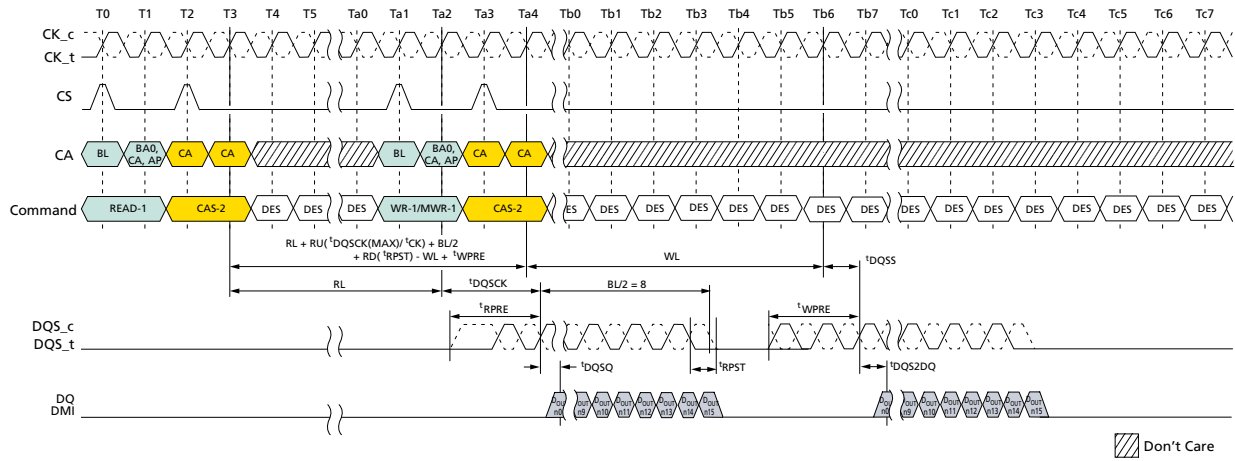 T0 T1 T2 T3 T4 T5 Ta0 Ta1 Ta2 Ta3 Ta4 Tb0 Tb1 Tb2 Tb3 Tb4 Tb5 Tb6 Tb7 Tc0 Tc1 Tc2 Tc3 Tc4 Tc5 Tc6 Tc7
CK_c
CK_t
CS
CA BL BA0, CA, AP CA CA BL BA0, CA, AP CA CA
Command READ-1 CAS-2 DES DES DES WR-1/MWR-1 CAS-2 DES DES DES DES DES DES DES DES DES DES DES DES DES DES DES DES
RL + RU(tDQSCK(MAX)/tCK) + BL/2
+ RD(tRPST) - WL + tWPRE
WL
tDQSS
RL
tDQSCK
BL/2 = 8
tRPRE
tWPRE
DQS_c
DQS_t
tDQSQ
tRPST
tDQS2DQ
DQ
DMI
DOUT n0 DOUT n9 DOUT n10 DOUT n11 DOUT n12 DOUT n13 DOUT n14 DOUT n15 DOUT n0 DOUT n9 DOUT n10 DOUT n11 DOUT n12 DOUT n13 DOUT n14 DOUT n15
Don't Care